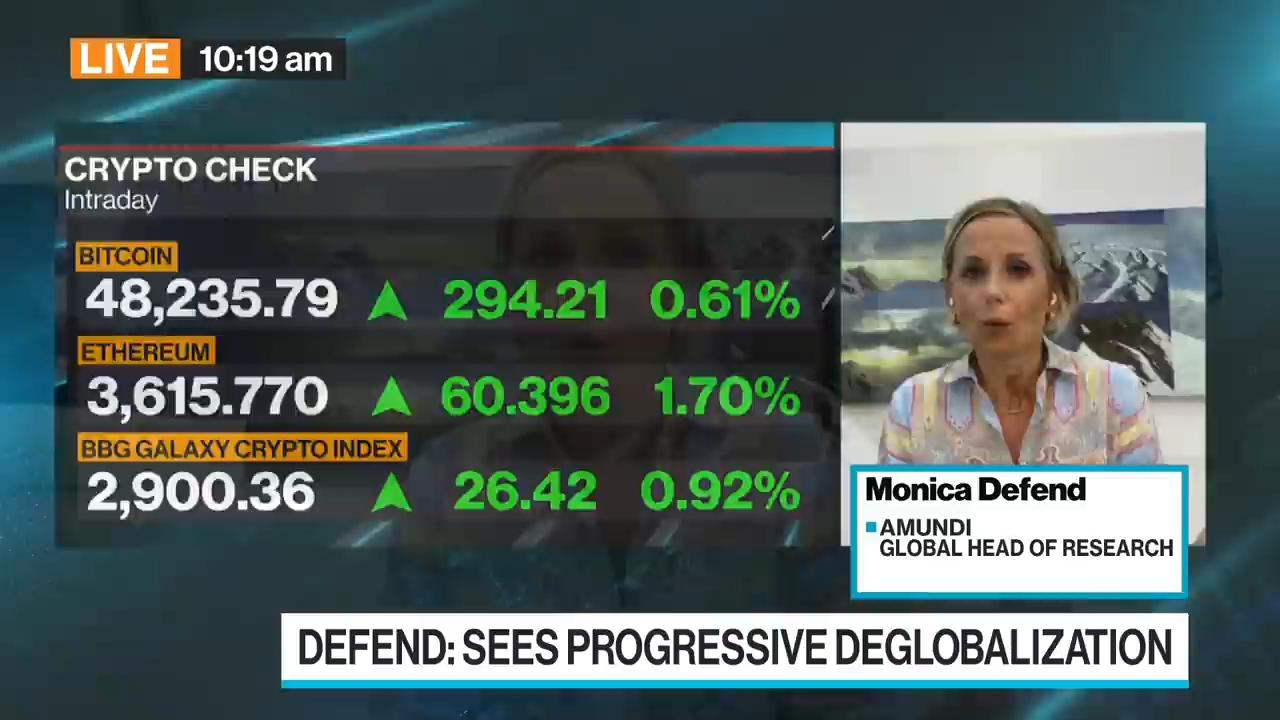 LIVE 10:19 am
CRYPTO CHECK
Intraday
BITCOIN
48,235.79 ▲ 294.21 0.61%
ETHEREUM
3,615.770 ▲ 60.396 1.70%
BBG GALAXY CRYPTO INDEX
2,900.36 ▲ 26.42 0.92%
Monica Defend
AMUNDI
GLOBAL HEAD OF RESEARCH
DEFEND: SEES PROGRESSIVE DEGLOBALIZATION